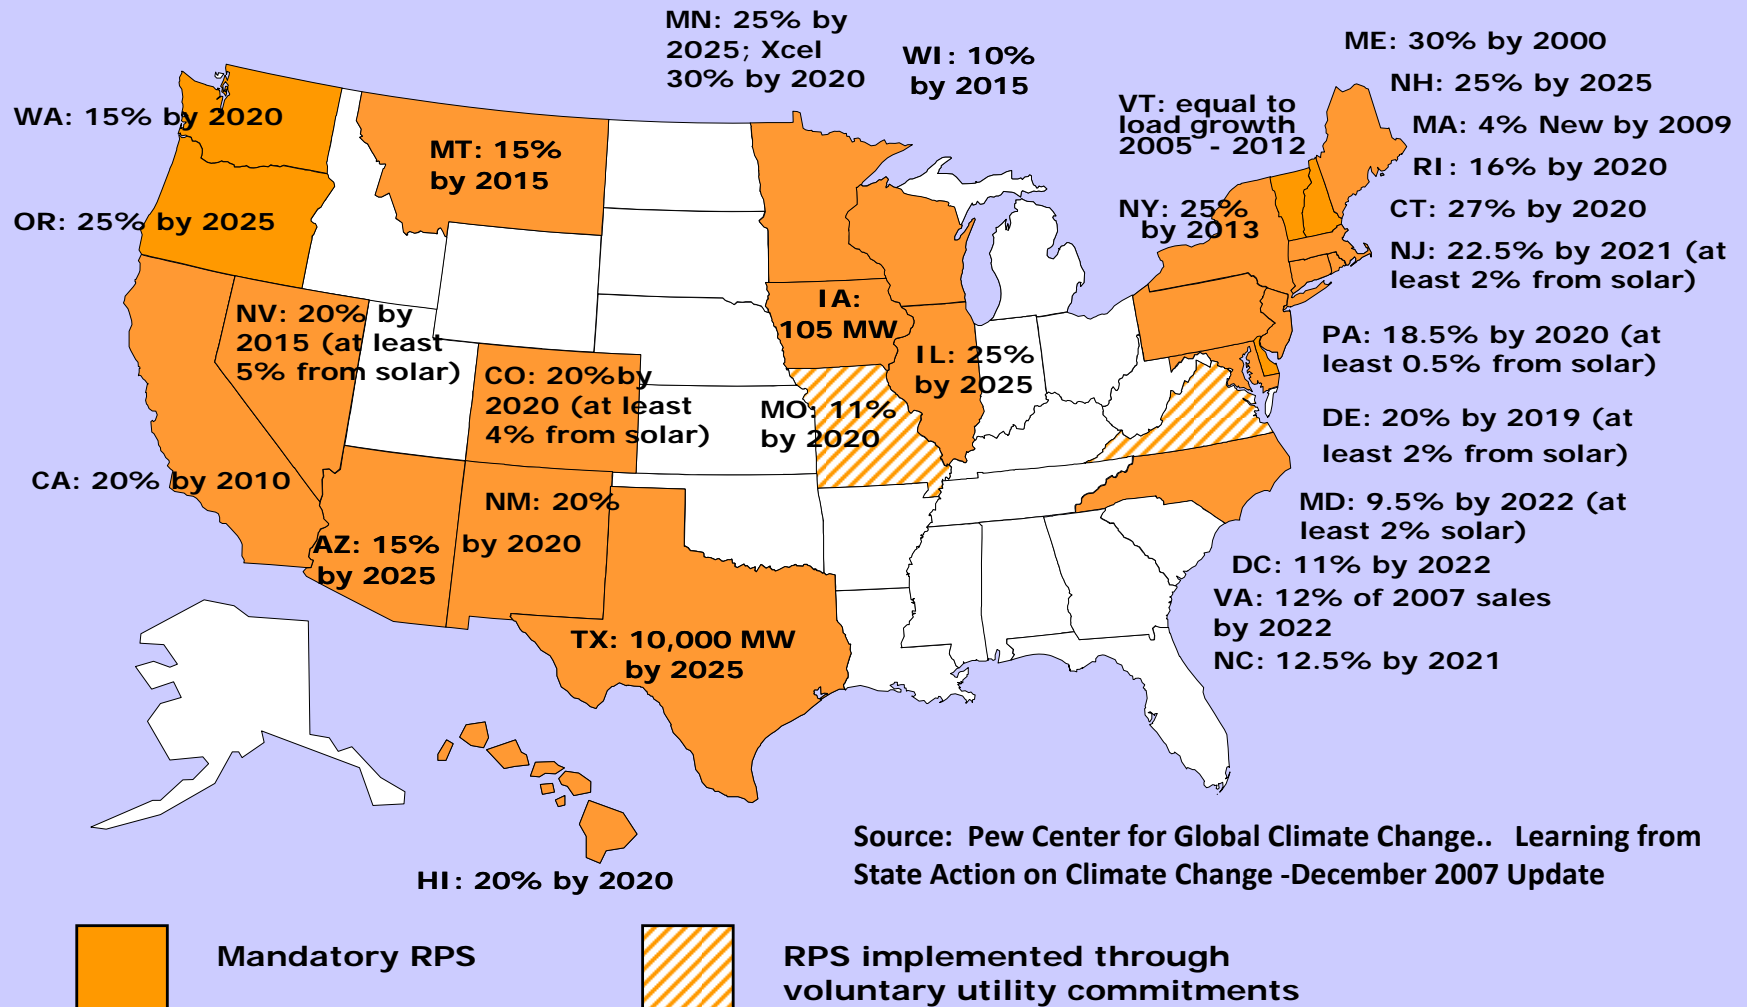 MN: 25% by
2025; Xcel
30% by 2020
WI: 10%
by 2015
ME: 30% by 2000
NH: 25% by 2025
VT: equal to
load growth
2005 - 2012
MA: 4% New by 2009
RI: 16% by 2020
WA: 15% by 2020
MT: 15%
by 2015
OR: 25% by 2025
NY: 25%
by 2013
CT: 27% by 2020
NJ: 22.5% by 2021 (at
least 2% from solar)
NV: 20% by
2015 (at least
5% from solar)
IA:
105 MW
IL: 25%
by 2025
PA: 18.5% by 2020 (at
least 0.5% from solar)
CO: 20%by
2020 (at least
4% from solar)
MO: 11%
by 2020
DE: 20% by 2019 (at
least 2% from solar)
CA: 20% by 2010
NM: 20%
by 2020
AZ: 15%
by 2025
MD: 9.5% by 2022 (at
least 2% solar)
DC: 11% by 2022
VA: 12% of 2007 sales
by 2022
NC: 12.5% by 2021
TX: 10,000 MW
by 2025
HI: 20% by 2020
Source:  Pew Center for Global Climate Change..   Learning from
State Action on Climate Change -December 2007 Update
Mandatory RPS
RPS implemented through
voluntary utility commitments